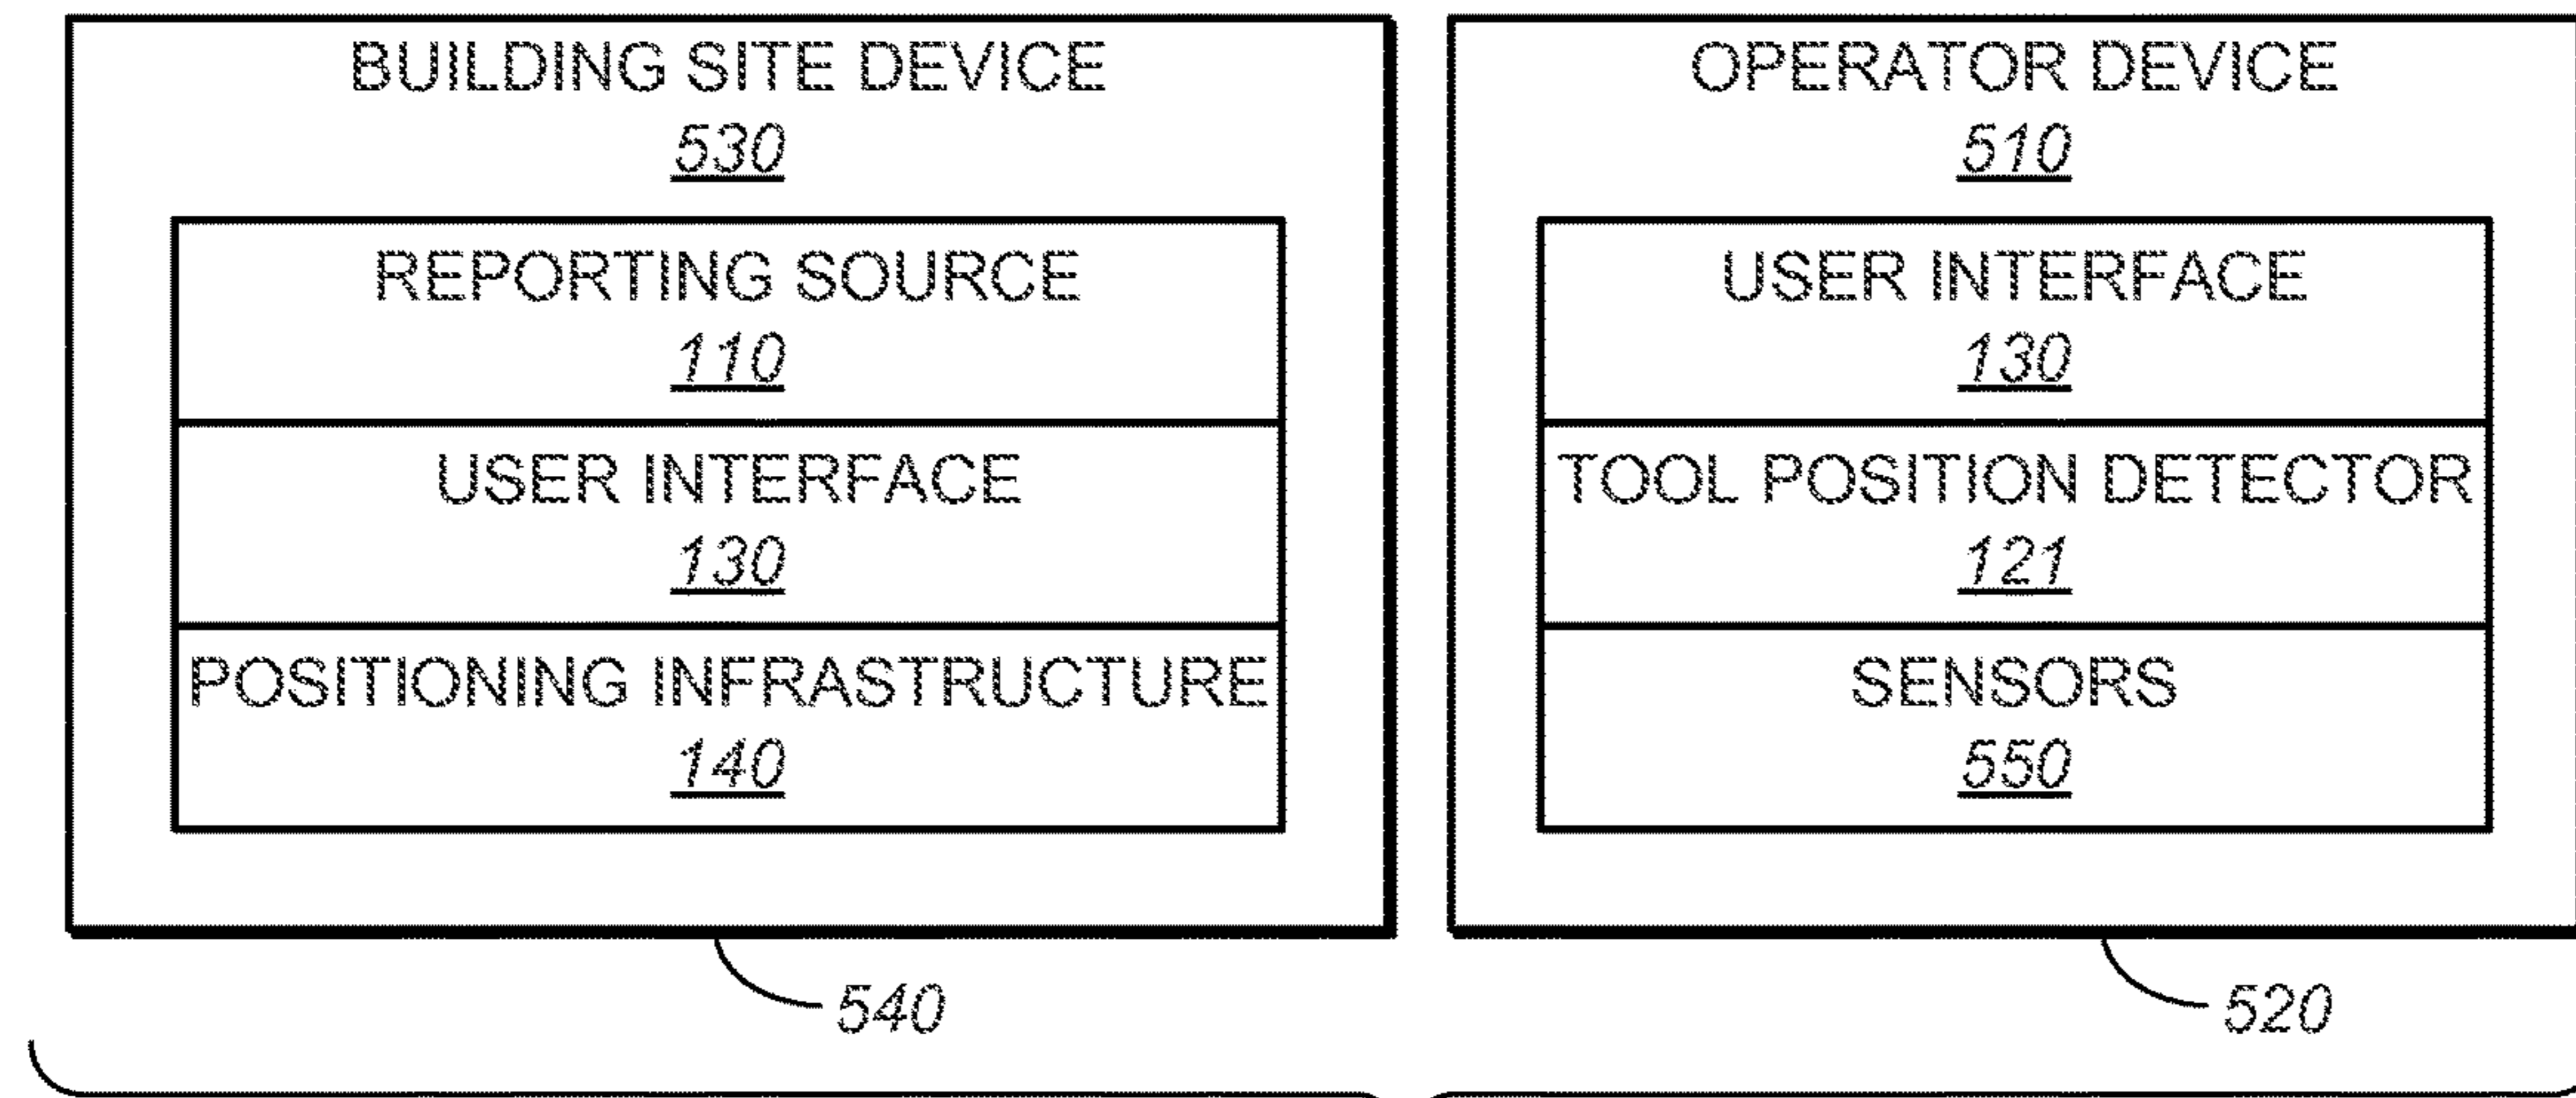 BUILDING SITE DEVICE
530
REPORTING SOURCE
110
USER INTERFACE
130
POSITIONING INFRASTRUCTURE
140
540
OPERATOR DEVICE
510
USER INTERFACE
130
TOOL POSITION DETECTOR
121
SENSORS
550
520